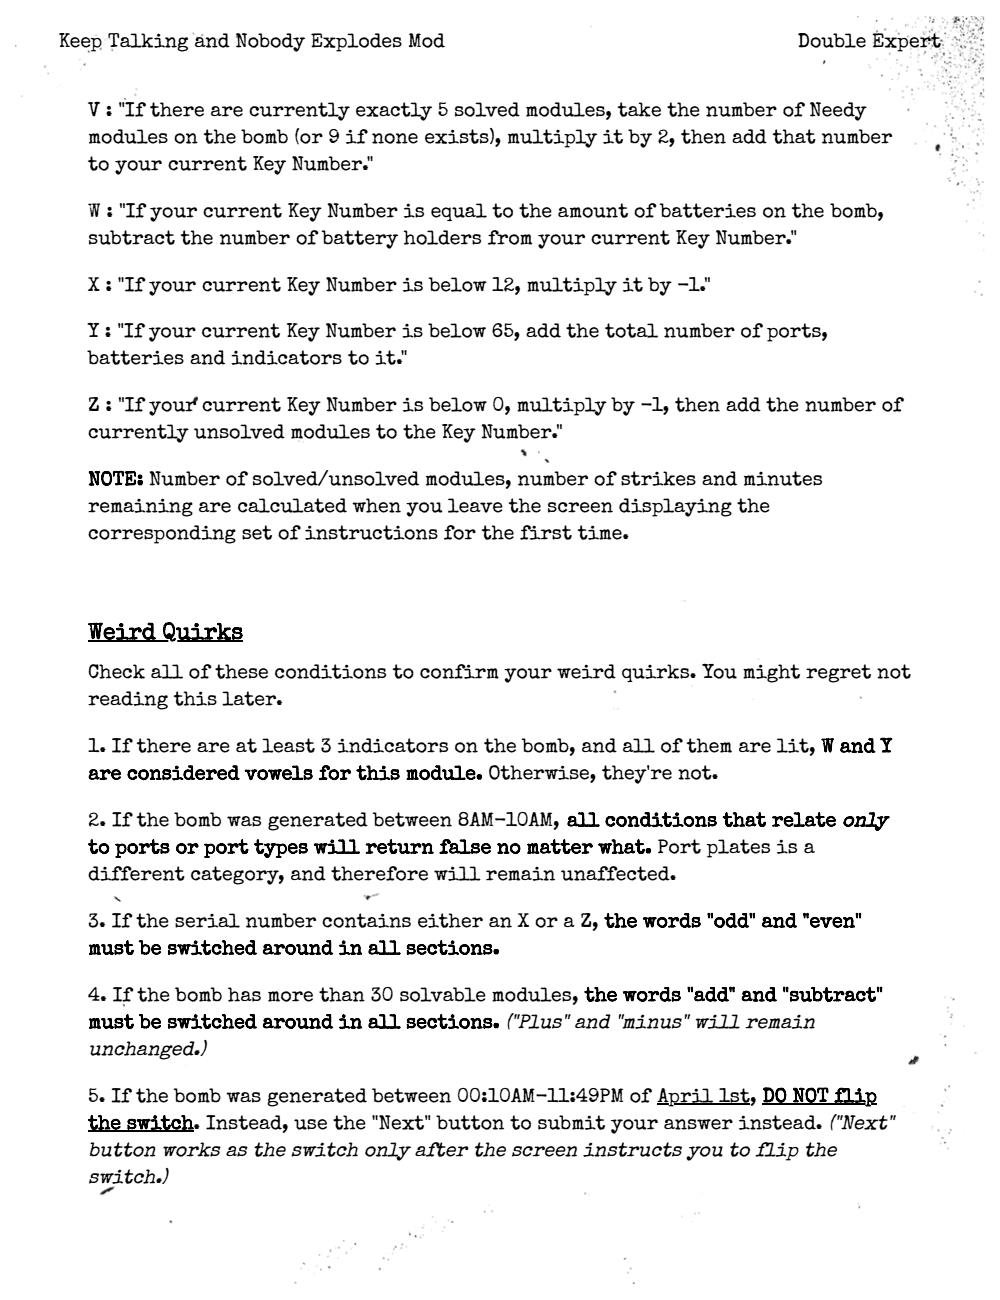 Keep Talking and Nobody Explodes Mod
Double Expert
V : "If there are currently exactly 5 solved modules, take the number of Needy
modules on the bomb (or 9 if none exists), multiply it by 2, then add that number
to your current Key Number."
W : "If your current Key Number is equal to the amount of batteries on the bomb,
subtract the number of battery holders from your current Key Number."
X : "If your current Key Number is below 12, multiply it by -1."
Y : "If your current Key Number is below 65, add the total number of ports,
batteries and indicators to it."
Z : "If your current Key Number is below 0, multiply by -1, then add the number of
currently unsolved modules to the Key Number."
NOTE: Number of solved/unsolved modules, number of strikes and minutes
remaining are calculated when you leave the screen displaying the
corresponding set of instructions for the first time.
Weird Quirks
Check all of these conditions to confirm your weird quirks. You might regret not
reading this later.
1. If there are at least 3 indicators on the bomb, and all of them are lit, W and Y
are considered vowels for this module. Otherwise, they're not.
2. If the bomb was generated between 8AM-10AM, all conditions that relate only
to ports or port types will return false no matter what. Port plates is a
different category, and therefore will remain unaffected.
3. If the serial number contains either an X or a Z, the words "odd" and "even"
must be switched around in all sections.
4. If the bomb has more than 30 solvable modules, the words "add" and "subtract"
must be switched around in all sections. ("Plus" and "minus" will remain
unchanged.)
5. If the bomb was generated between 00:10AM-11:49PM of April 1st, DO NOT flip
the switch. Instead, use the "Next" button to submit your answer instead. ("Next"
button works as the switch only after the screen instructs you to flip the
switch.)